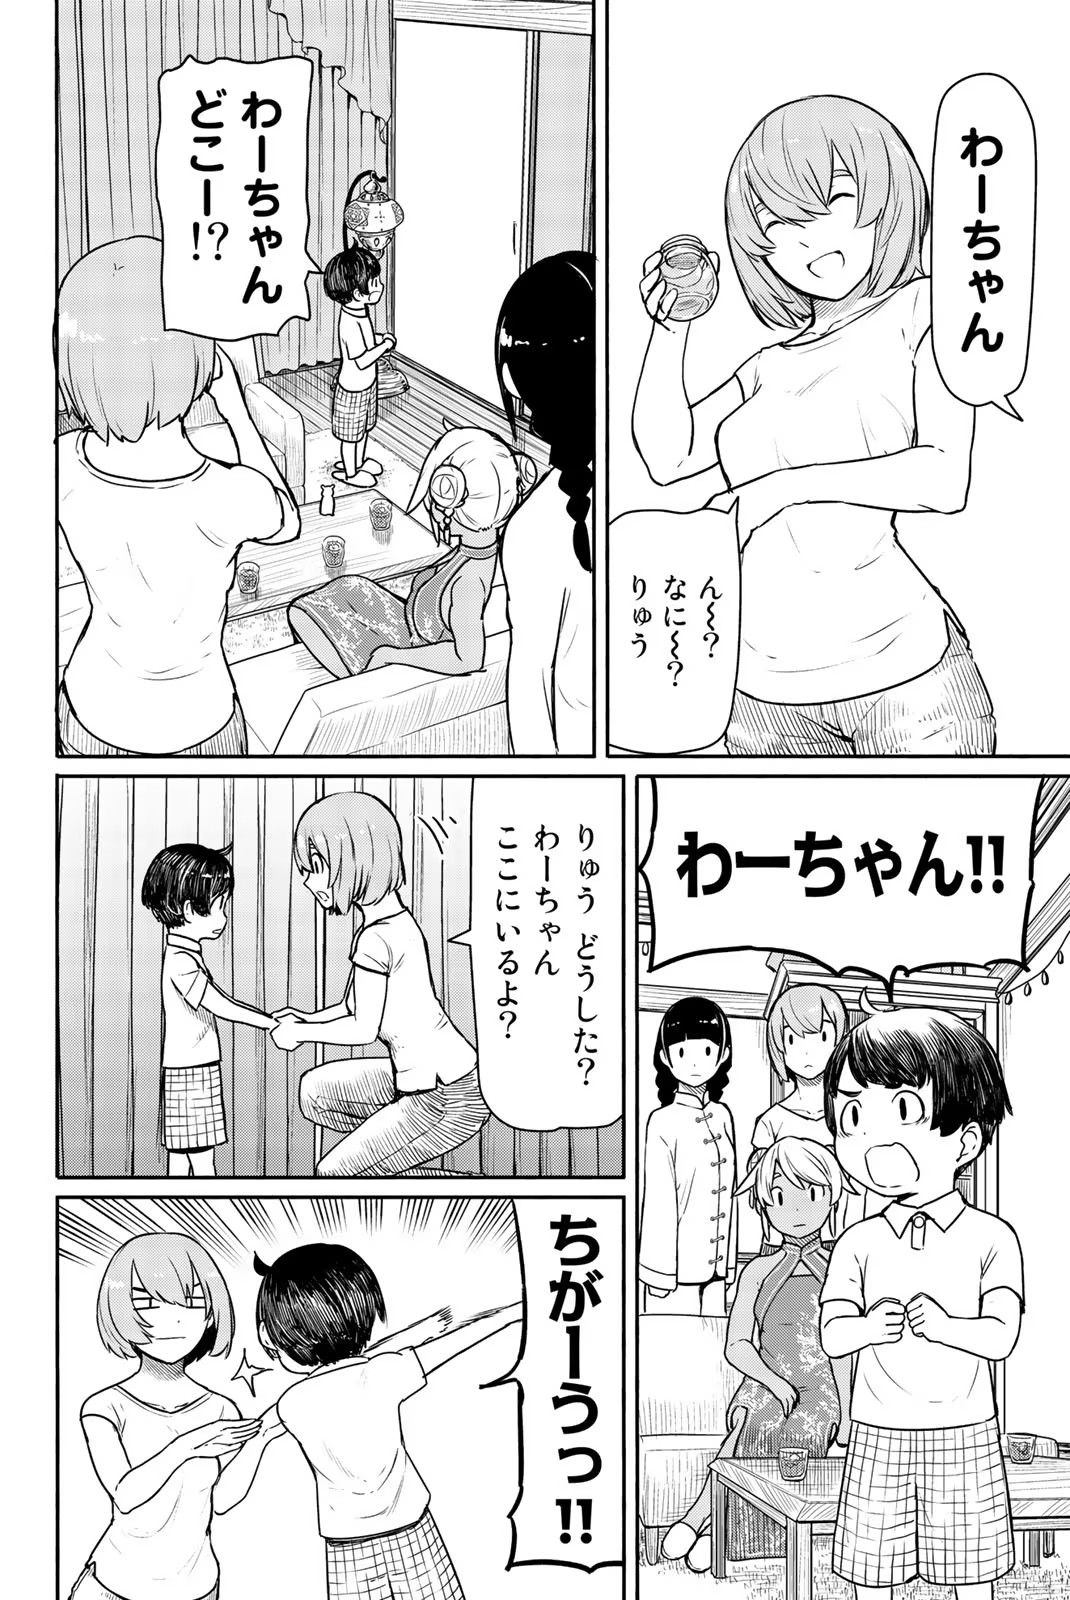 わーちゃん
ん～？
なに～？
りゅう
わーちゃん
どこー!?
わーちゃん!!
りゅう どうした？
わーちゃん
ここにいるよ？
ちがーうっ!!